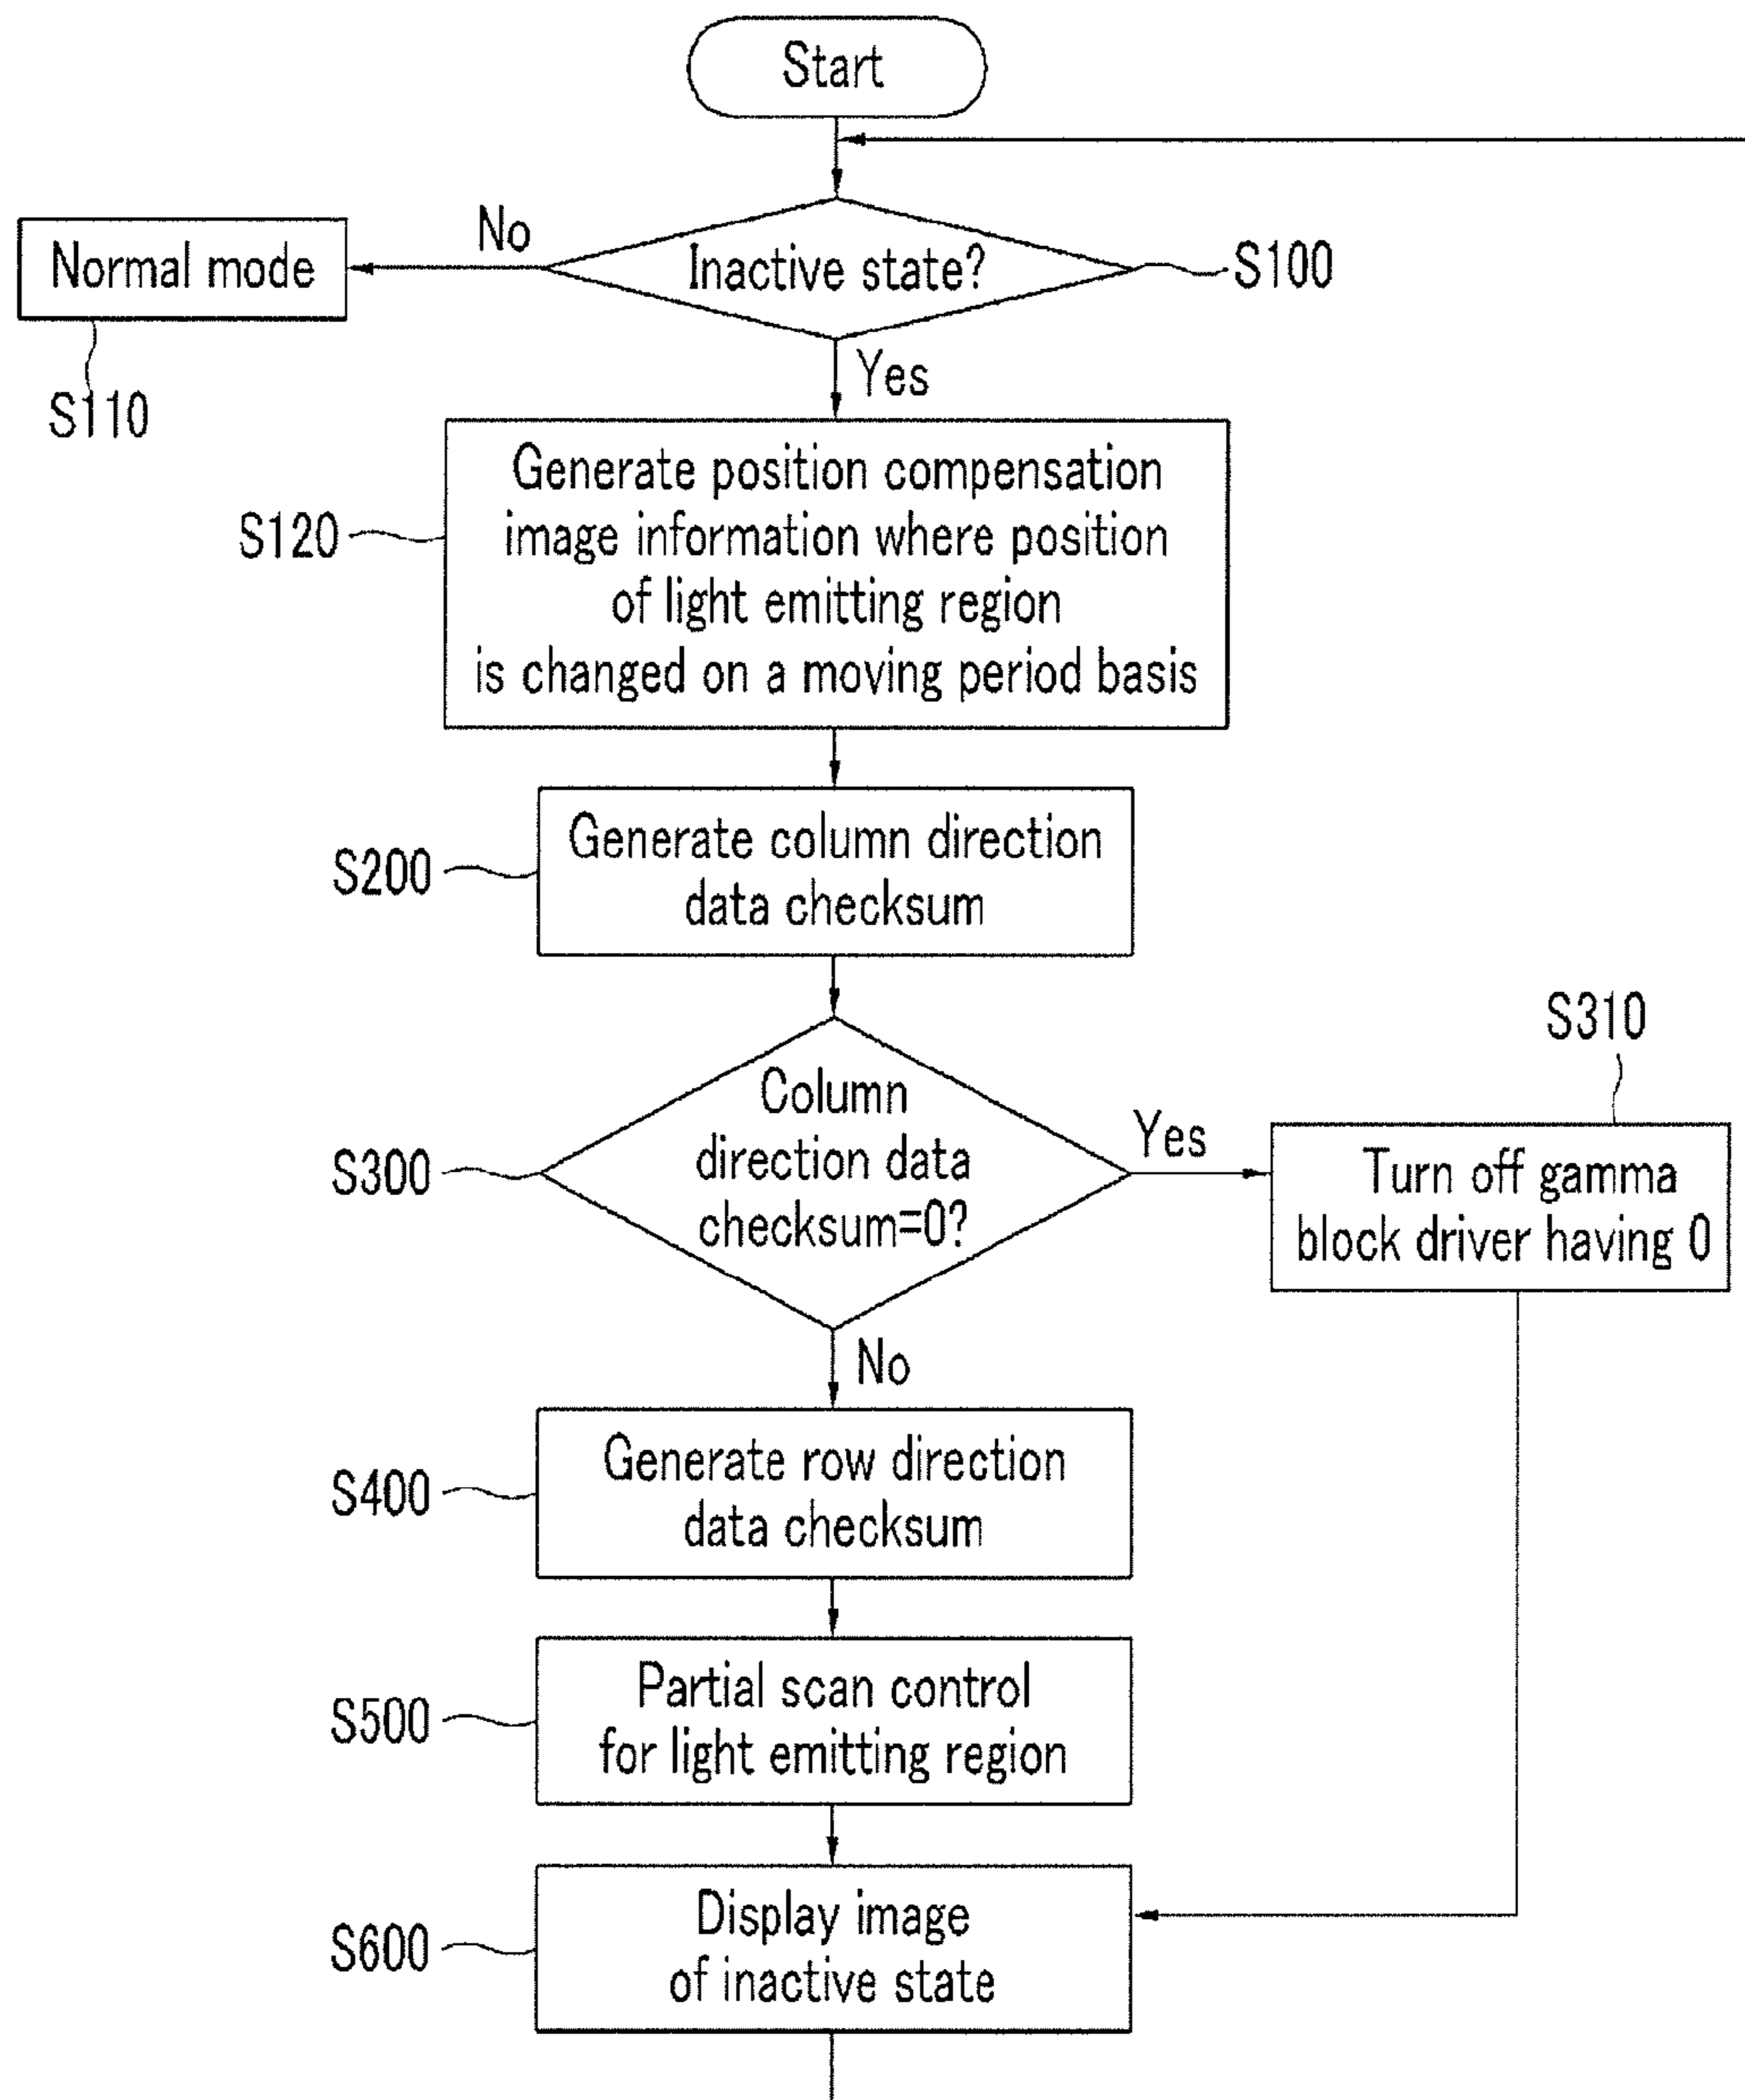 Start
No
Normal mode
Inactive state?
S100
S110
Yes
Generate position compensation
image information where position
of light emitting region
is changed on a moving period basis
S120
Generate column direction
data checksum
S200
Column
direction data
checksum=0?
S300
Yes
S310
Turn off gamma
block driver having 0
No
Generate row direction
data checksum
S400
Partial scan control
for light emitting region
S500
Display image
of inactive state
S600